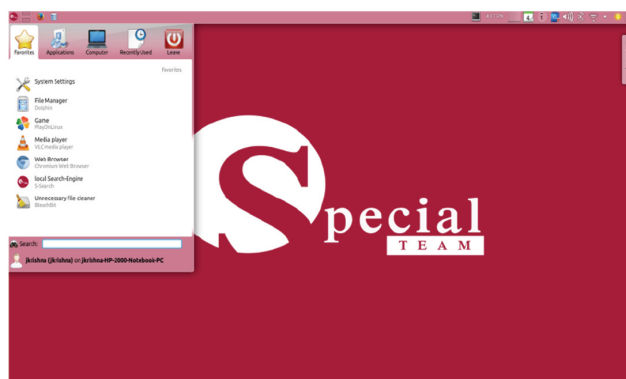 Favorites Applications Computer Recently Used Leave
Favorites
System Settings
File Manager
Dolphin
Game
PlayOnLinux
Media player
VLC media player
Web Browser
Chromium Web Browser
local Search-Engine
S-Search
Unnecessary file cleaner
BleachBit
Search:
jkrishna (jkrishna) on jkrishna-HP-2000-Notebook-PC
Special
TEAM